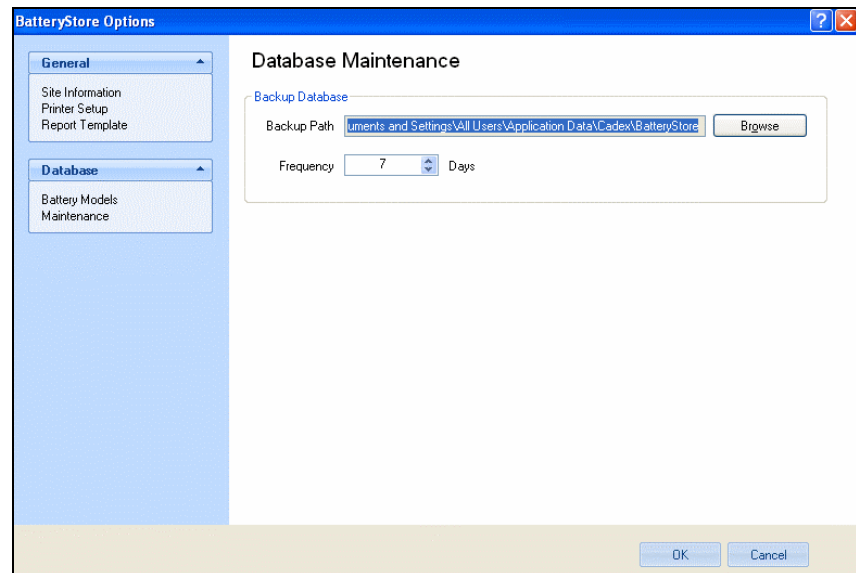 BatteryStore Options
General
Site Information
Printer Setup
Report Template
Database
Battery Models
Maintenance
Database Maintenance
Backup Database
Backup Path uments and Settings\All Users\Application Data\Cadex\BatteryStore Browse
Frequency 7 Days
OK Cancel